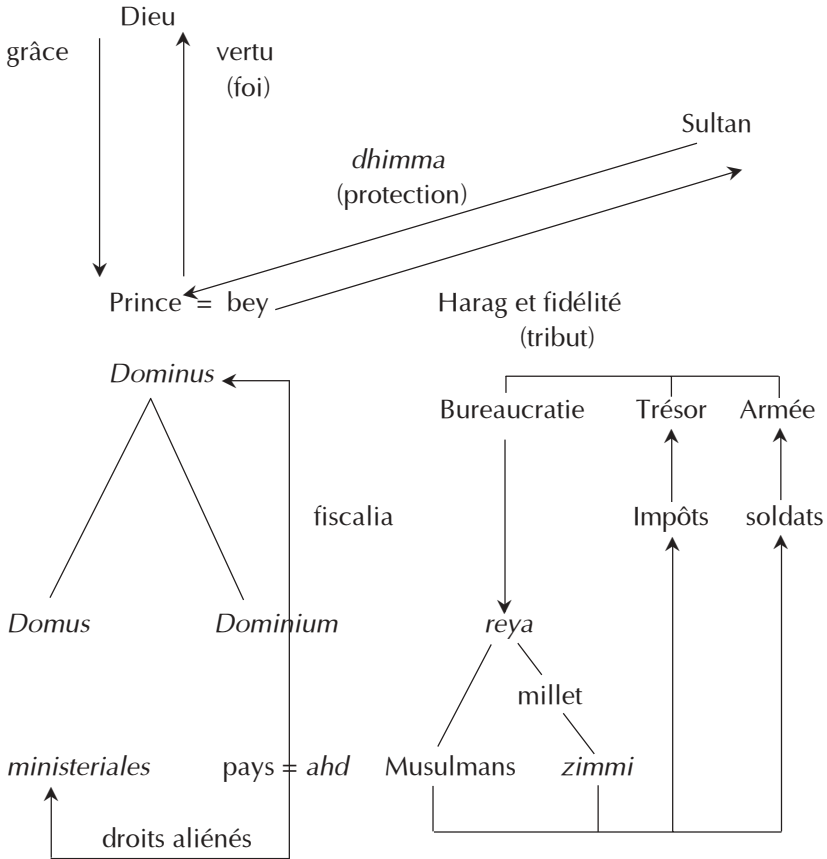 Dieu
grâce
vertu
(foi)
Sultan
dhimma
(protection)
Prince = bey
Harag et fidélité
(tribut)
Dominus
Bureaucratie
Trésor
Armée
fiscalia
Impôts
soldats
Domus
Dominium
reya
millet
ministeriales
pays = ahd
Musulmans
zimmi
droits aliénés